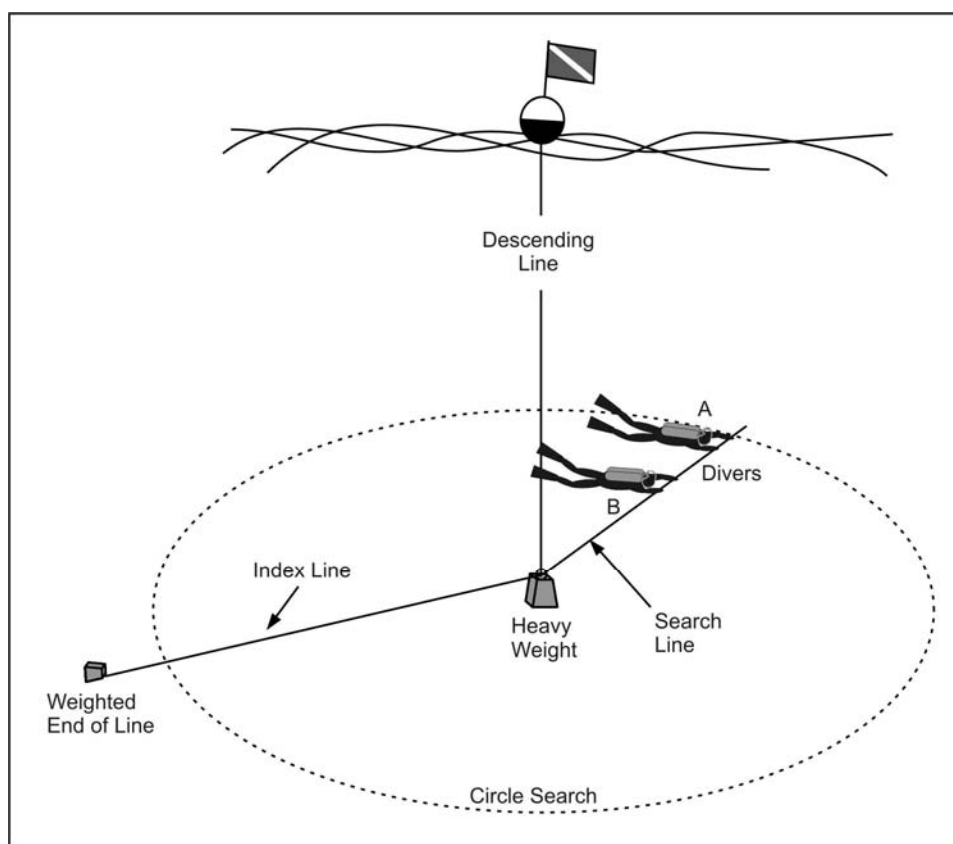 Descending
Line
A
Divers
B
Index Line
Heavy
Weight
Search
Line
Weighted
End of Line
Circle Search